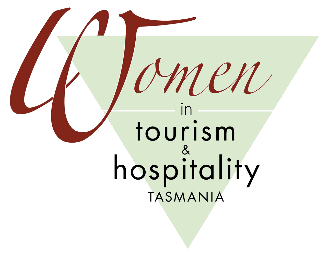 Women
in
tourism
&
hospitality
TASMANIA